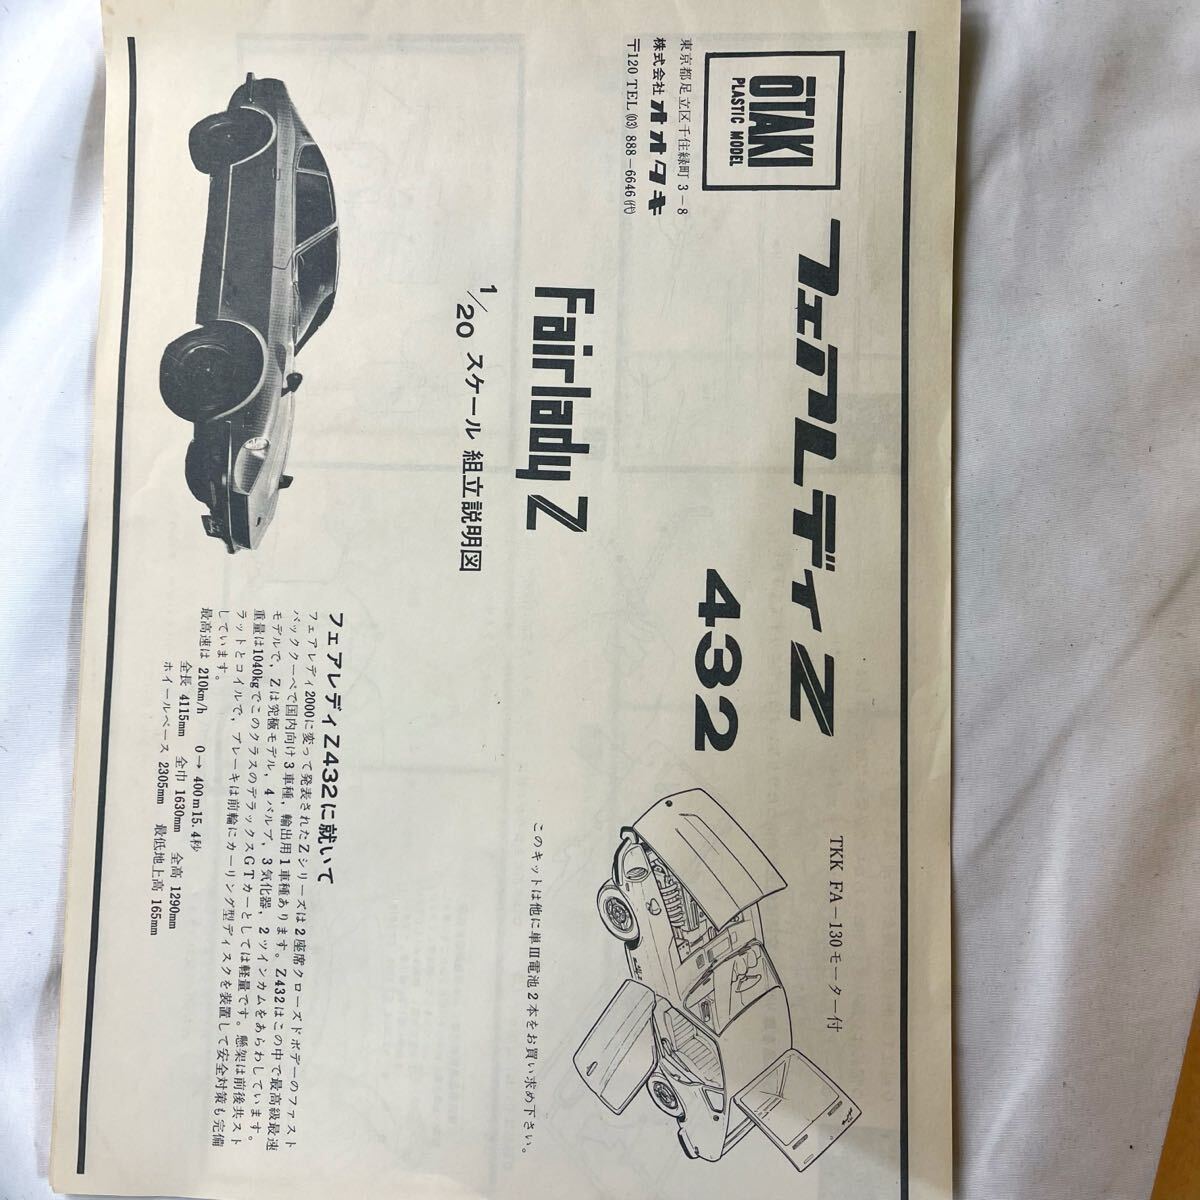 ŌTAKI
PLASTIC MODEL
東京都足立区千住緑町3-8
株式会社 オオタキ
〒120 TEL (03) 888-6646(代)
フェアレディ Z
432
TKK FA-130モーター付
Fairlady Z
1/20 スケール 組立説明図
このキットは他に単III電池2本をお買い求め下さい。
フェアレディZ432に就いて
フェアレディ2000に変って発表されたZシリーズは2座席クローズドボデーのファスト
バッククーペで国内向け3車種，輸出用1車種あります。Z432はこの中で最高級最速
モデルで，Zは究極モデル，4バルブ，3気化器，2ツインカムをあらわしています。
重量は1040kgでこのクラスのデラックスGTカーとしては軽量です。懸架は前後共スト
ラットとコイルで，ブレーキは前輪にカーリング型ディスクを装置して安全対策も完備
しています。
最高速は 210km/h 0→400m15.4秒
全長 4115mm 全巾 1630mm 全高 1290mm
ホイールベース 2305mm 最低地上高 165mm